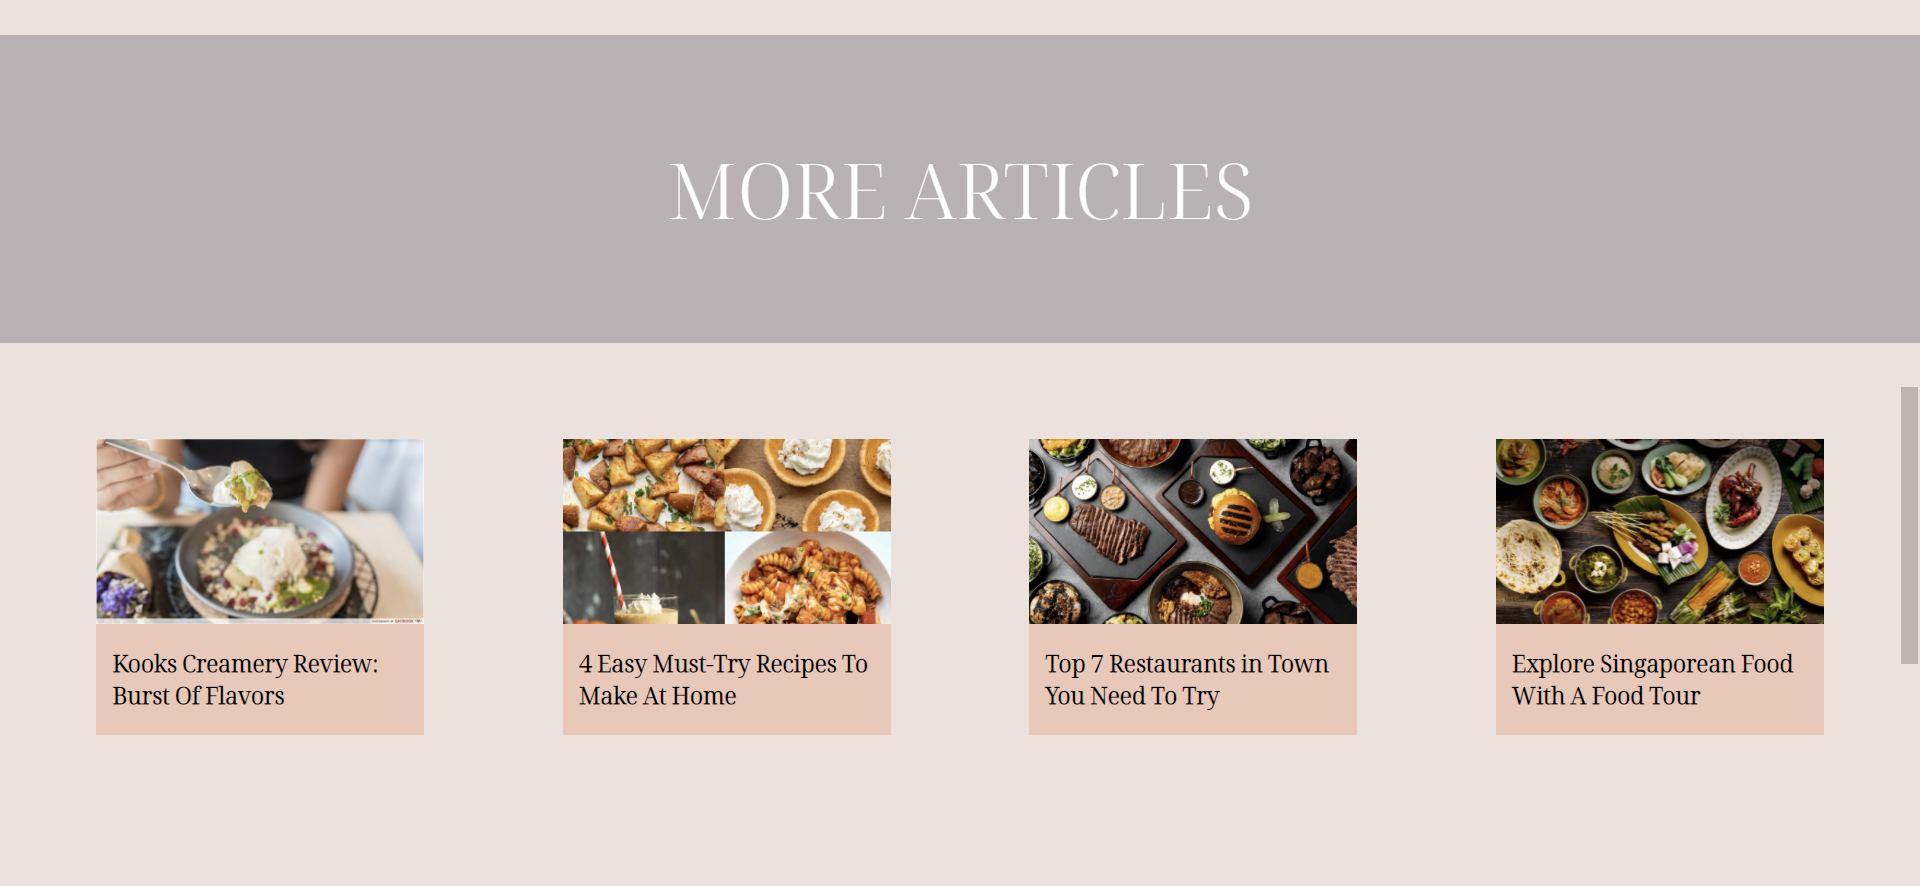 MORE ARTICLES
Kooks Creamery Review:
Burst Of Flavors
4 Easy Must-Try Recipes To
Make At Home
Top 7 Restaurants in Town
You Need To Try
Explore Singaporean Food
With A Food Tour